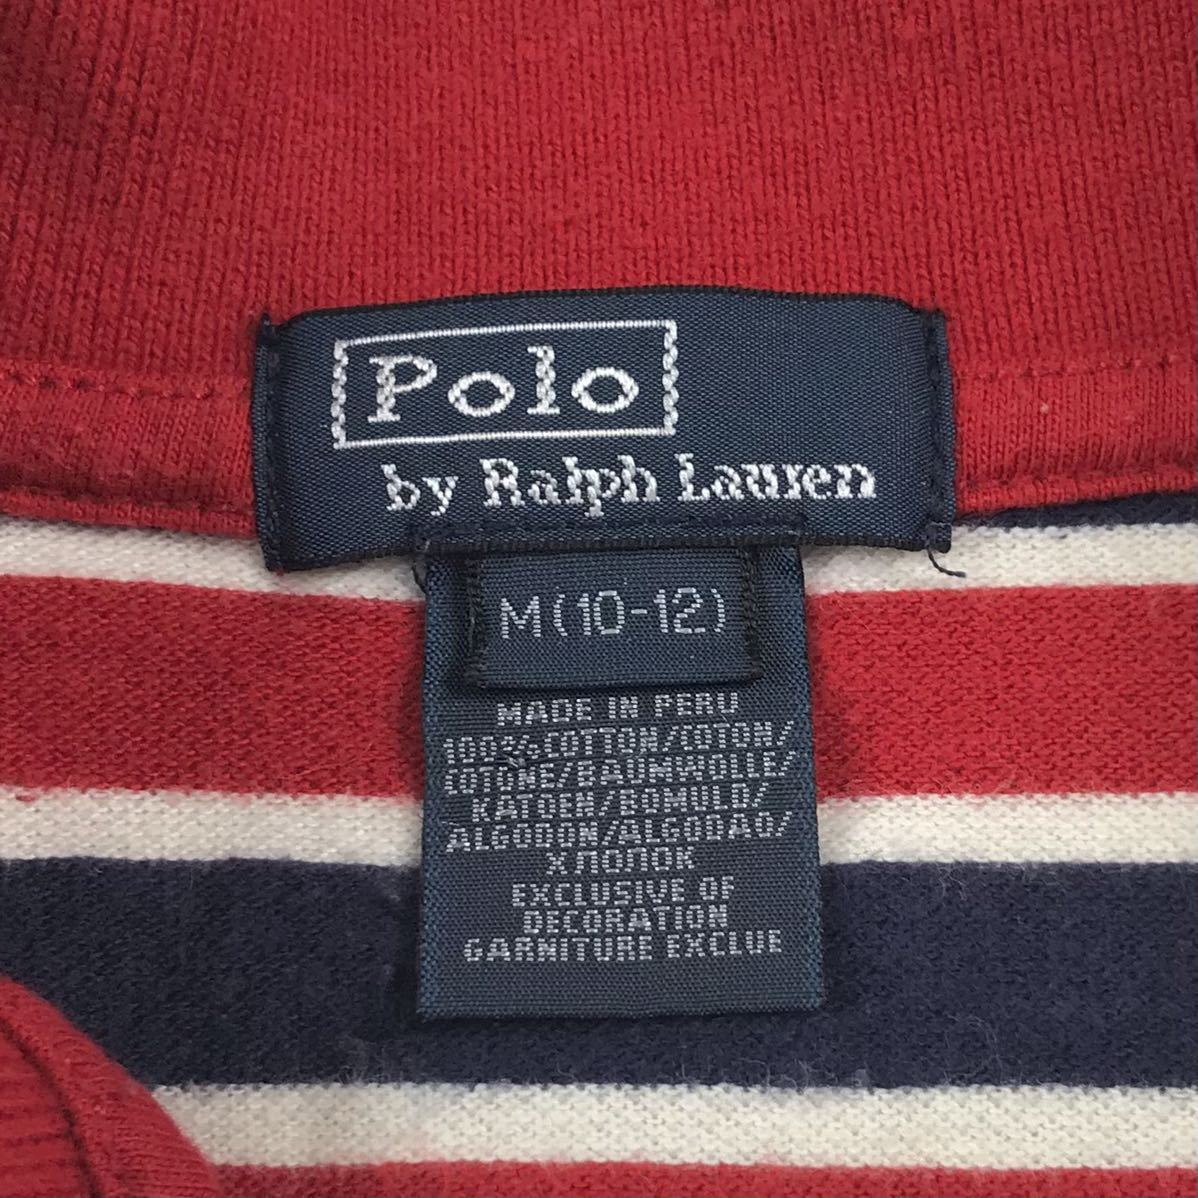 Polo
by Ralph Lauren
M(10-12)
MADE IN PERU
100% COTTON/COTON/
COTONE/BAUMWOLLE/
KATOEN/BOMULD/
ALGODON/ALGODAO/
ХЛОПОК
EXCLUSIVE OF
DECORATION
GARNITURE EXCLUE